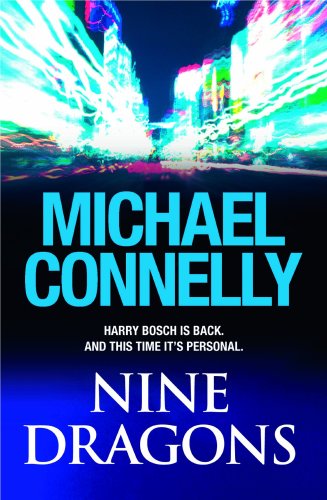 MICHAEL
CONNELLY
HARRY BOSCH IS BACK.
AND THIS TIME IT'S PERSONAL.
NINE
DRAGONS